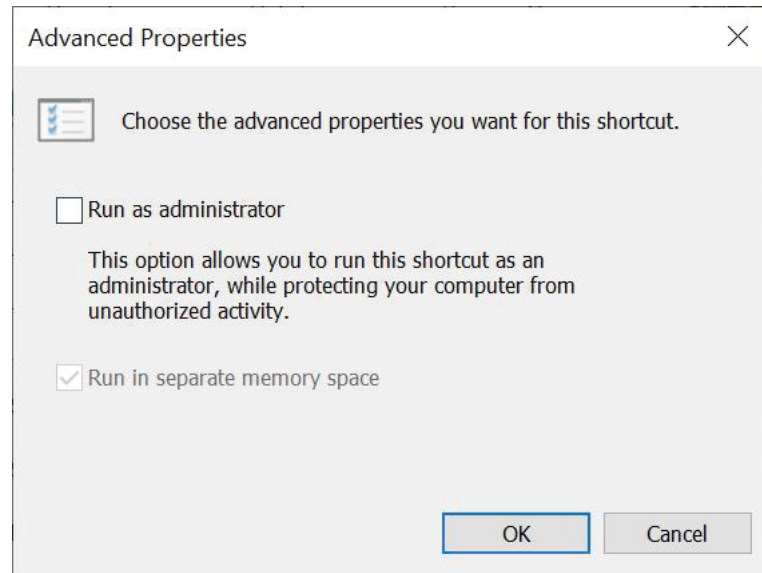 Advanced Properties
Choose the advanced properties you want for this shortcut.
Run as administrator
This option allows you to run this shortcut as an
administrator, while protecting your computer from
unauthorized activity.
Run in separate memory space
OK Cancel